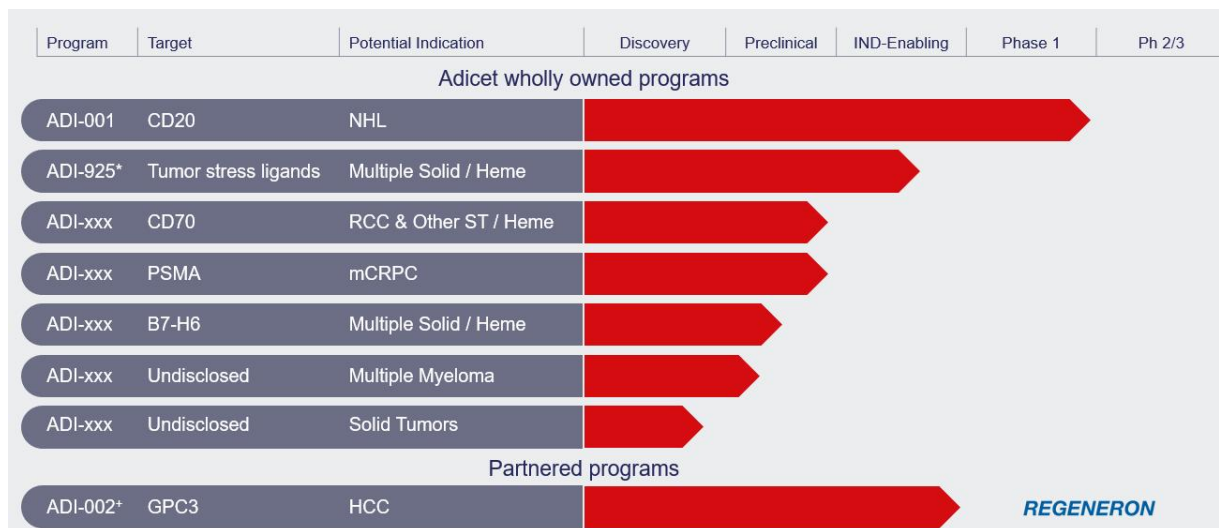 Program Target Potential Indication Discovery Preclinical IND-Enabling Phase 1 Ph 2/3
Adicet wholly owned programs
ADI-001 CD20 NHL
ADI-925* Tumor stress ligands Multiple Solid / Heme
ADI-xxx CD70 RCC & Other ST / Heme
ADI-xxx PSMA mCRPC
ADI-xxx B7-H6 Multiple Solid / Heme
ADI-xxx Undisclosed Multiple Myeloma
ADI-xxx Undisclosed Solid Tumors
Partnered programs
ADI-002⁺ GPC3 HCC REGENERON